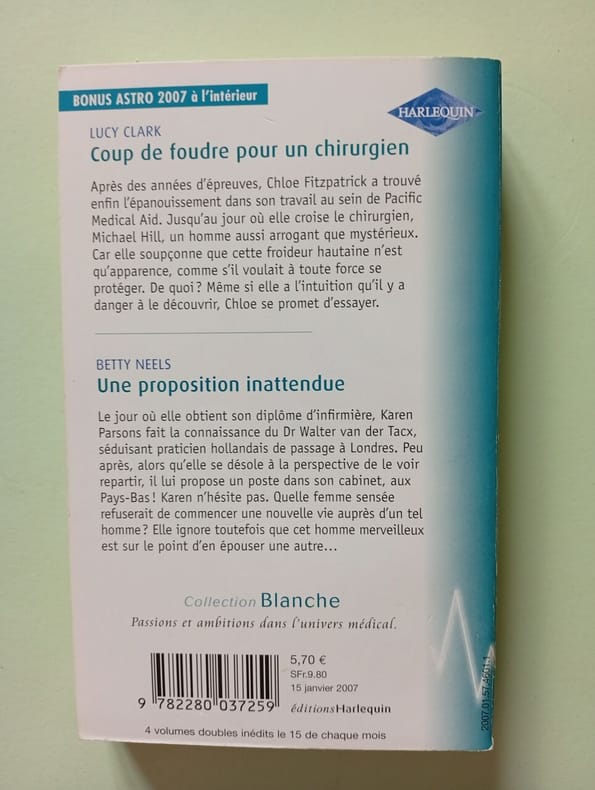 BONUS ASTRO 2007 à l'intérieur
HARLEQUIN
LUCY CLARK
Coup de foudre pour un chirurgien
Après des années d'épreuves, Chloe Fitzpatrick a trouvé
enfin l'épanouissement dans son travail au sein de Pacific
Medical Aid. Jusqu'au jour où elle croise le chirurgien,
Michael Hill, un homme aussi arrogant que mystérieux.
Car elle soupçonne que cette froideur hautaine n'est
qu'apparence, comme s'il voulait à toute force se
protéger. De quoi ? Même si elle a l'intuition qu'il y a
danger à le découvrir, Chloe se promet d'essayer.
BETTY NEELS
Une proposition inattendue
Le jour où elle obtient son diplôme d'infirmière, Karen
Parsons fait la connaissance du Dr Walter van der Tacx,
séduisant praticien hollandais de passage à Londres. Peu
après, alors qu'elle se désole à la perspective de le voir
repartir, il lui propose un poste dans son cabinet, aux
Pays-Bas ! Karen n'hésite pas. Quelle femme sensée
refuserait de commencer une nouvelle vie auprès d'un tel
homme ? Elle ignore toutefois que cet homme merveilleux
est sur le point d'en épouser une autre...
Collection Blanche
Passions et ambitions dans l'univers médical.
5,70 €
SFr.9.80
15 janvier 2007
éditionsHarlequin
9 782280 037259
4 volumes doubles inédits le 15 de chaque mois